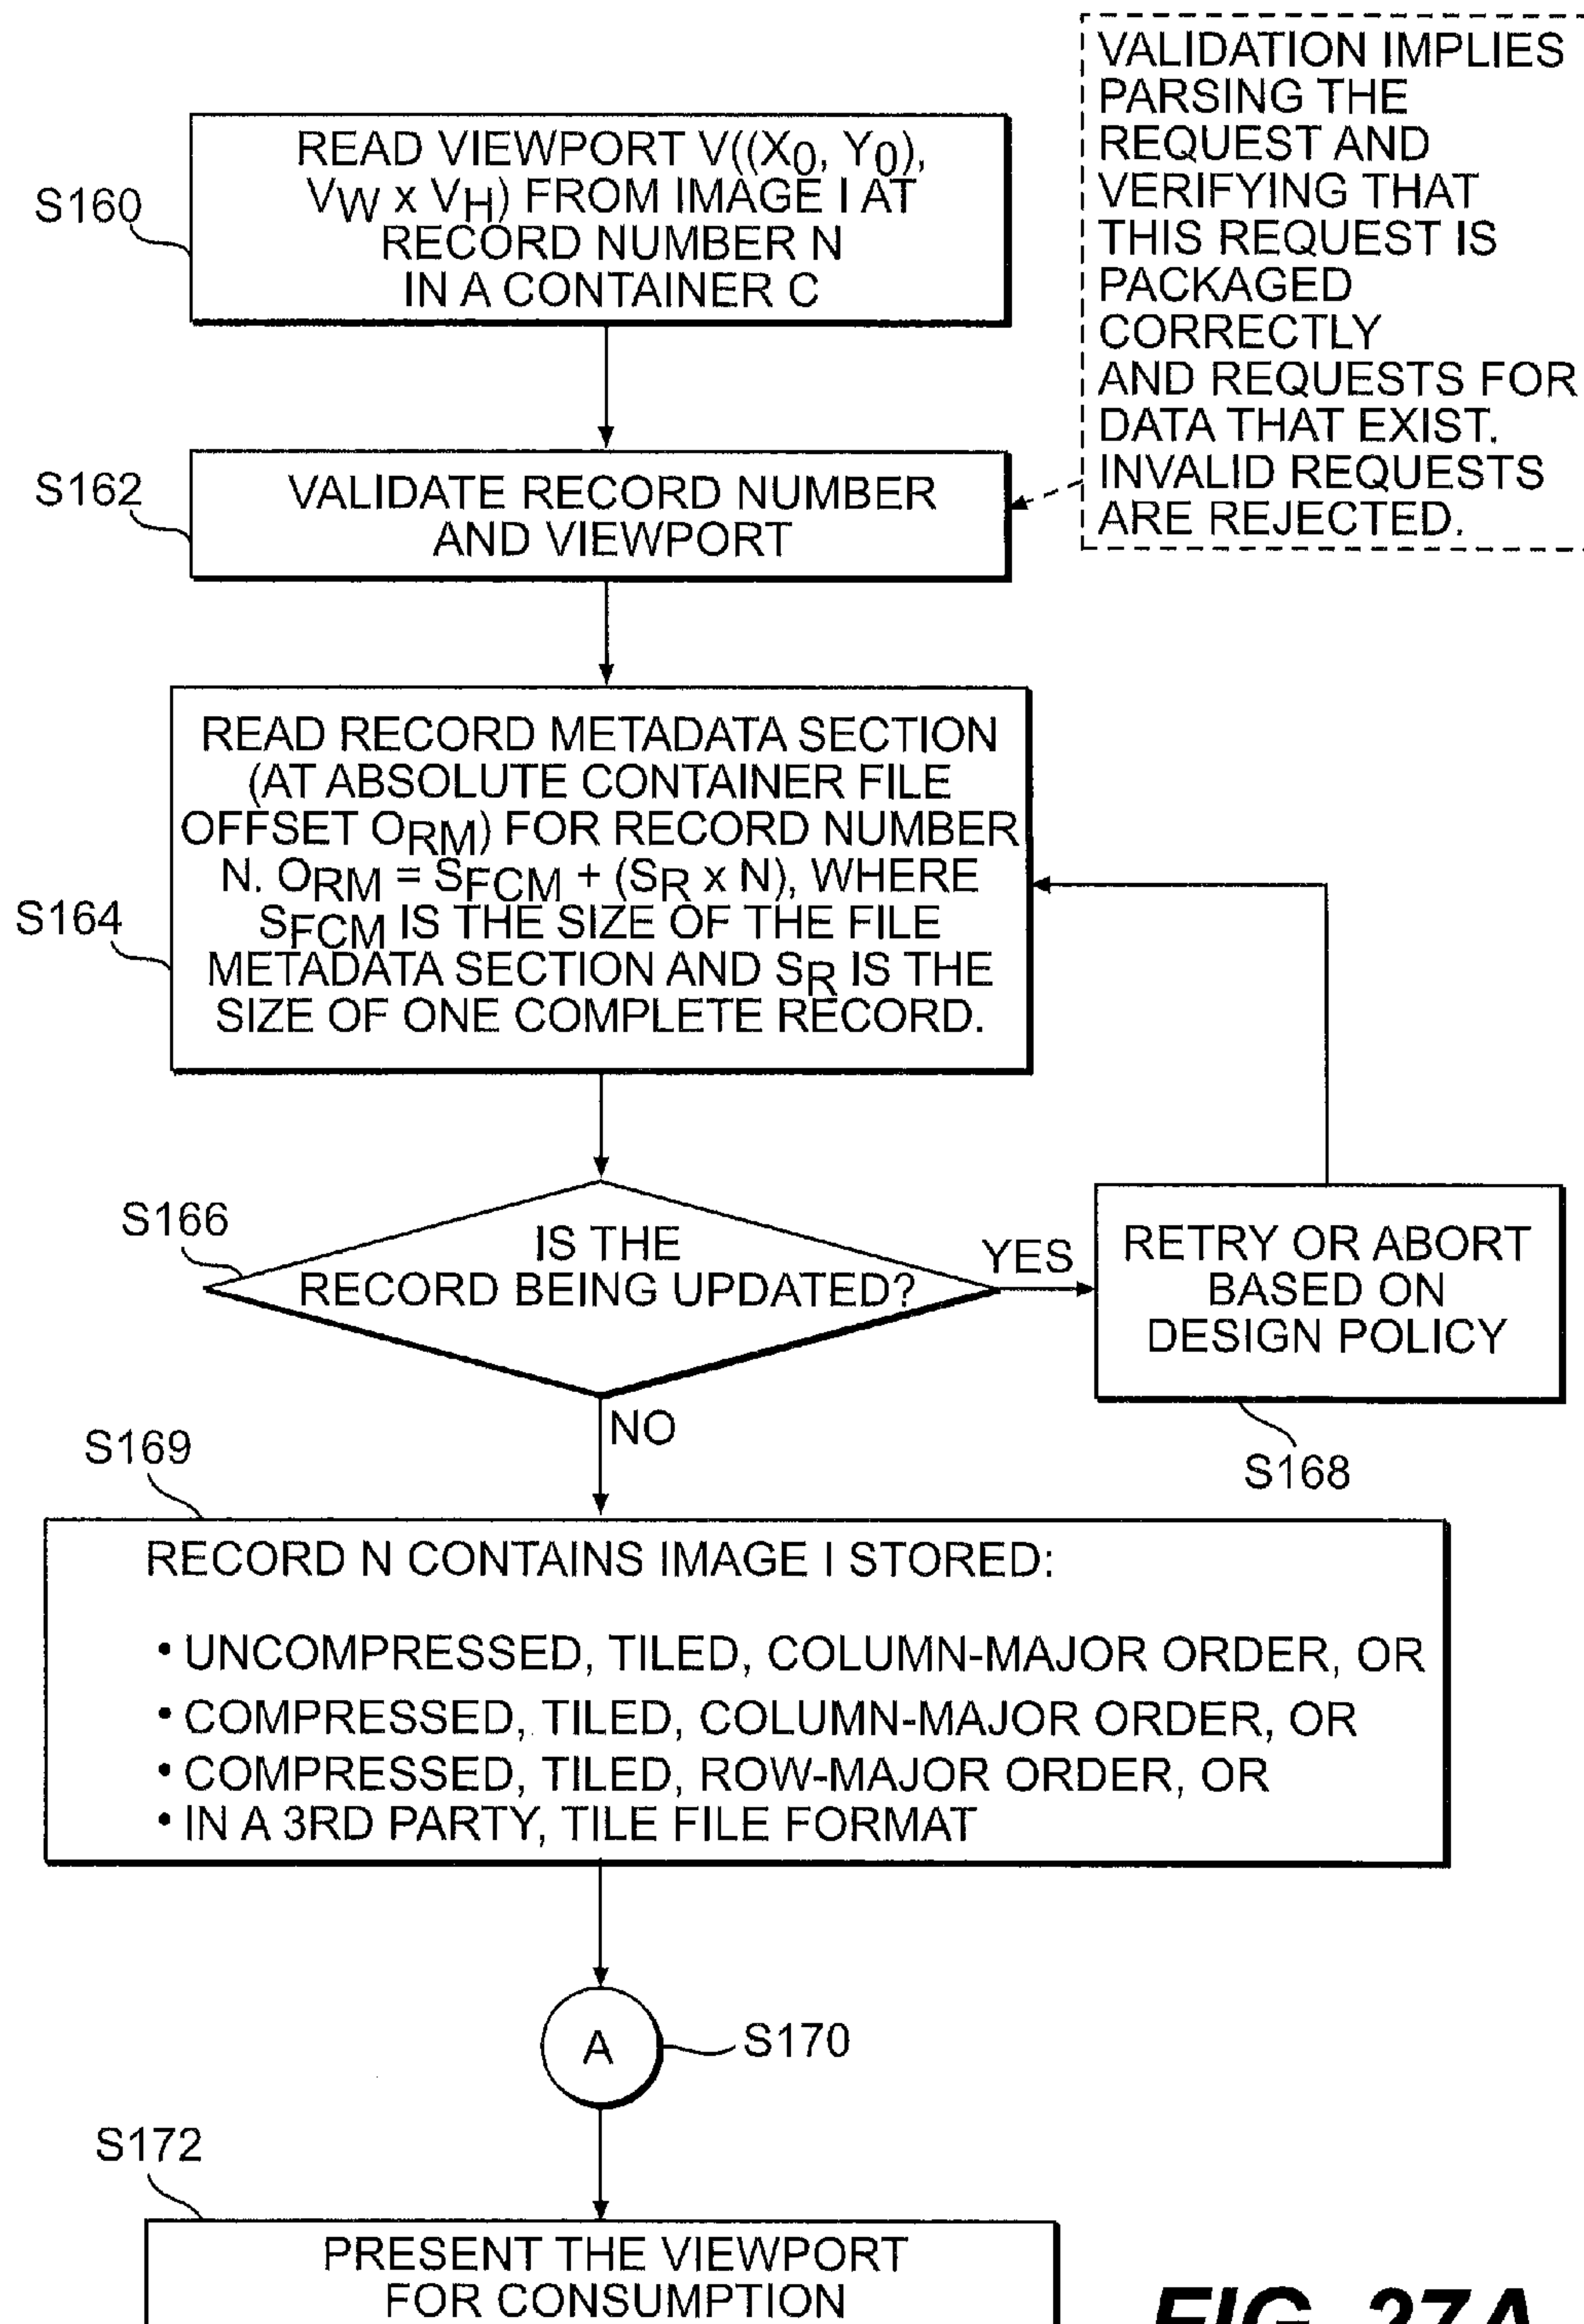 VALIDATION IMPLIES
PARSING THE
REQUEST AND
VERIFYING THAT
THIS REQUEST IS
PACKAGED
CORRECTLY
AND REQUESTS FOR
DATA THAT EXIST.
INVALID REQUESTS
ARE REJECTED.
S160
READ VIEWPORT V((X0, Y0),
VW x VH) FROM IMAGE I AT
RECORD NUMBER N
IN A CONTAINER C
S162
VALIDATE RECORD NUMBER
AND VIEWPORT
S164
READ RECORD METADATA SECTION
(AT ABSOLUTE CONTAINER FILE
OFFSET ORM) FOR RECORD NUMBER
N. ORM = SFCM + (SR x N), WHERE
SFCM IS THE SIZE OF THE FILE
METADATA SECTION AND SR IS THE
SIZE OF ONE COMPLETE RECORD.
S166
IS THE
RECORD BEING UPDATED?
YES
RETRY OR ABORT
BASED ON
DESIGN POLICY
S168
NO
S169
RECORD N CONTAINS IMAGE I STORED:
• UNCOMPRESSED, TILED, COLUMN-MAJOR ORDER, OR
• COMPRESSED, TILED, COLUMN-MAJOR ORDER, OR
• COMPRESSED, TILED, ROW-MAJOR ORDER, OR
• IN A 3RD PARTY, TILE FILE FORMAT
A
S170
S172
PRESENT THE VIEWPORT
FOR CONSUMPTION
FIG. 27A